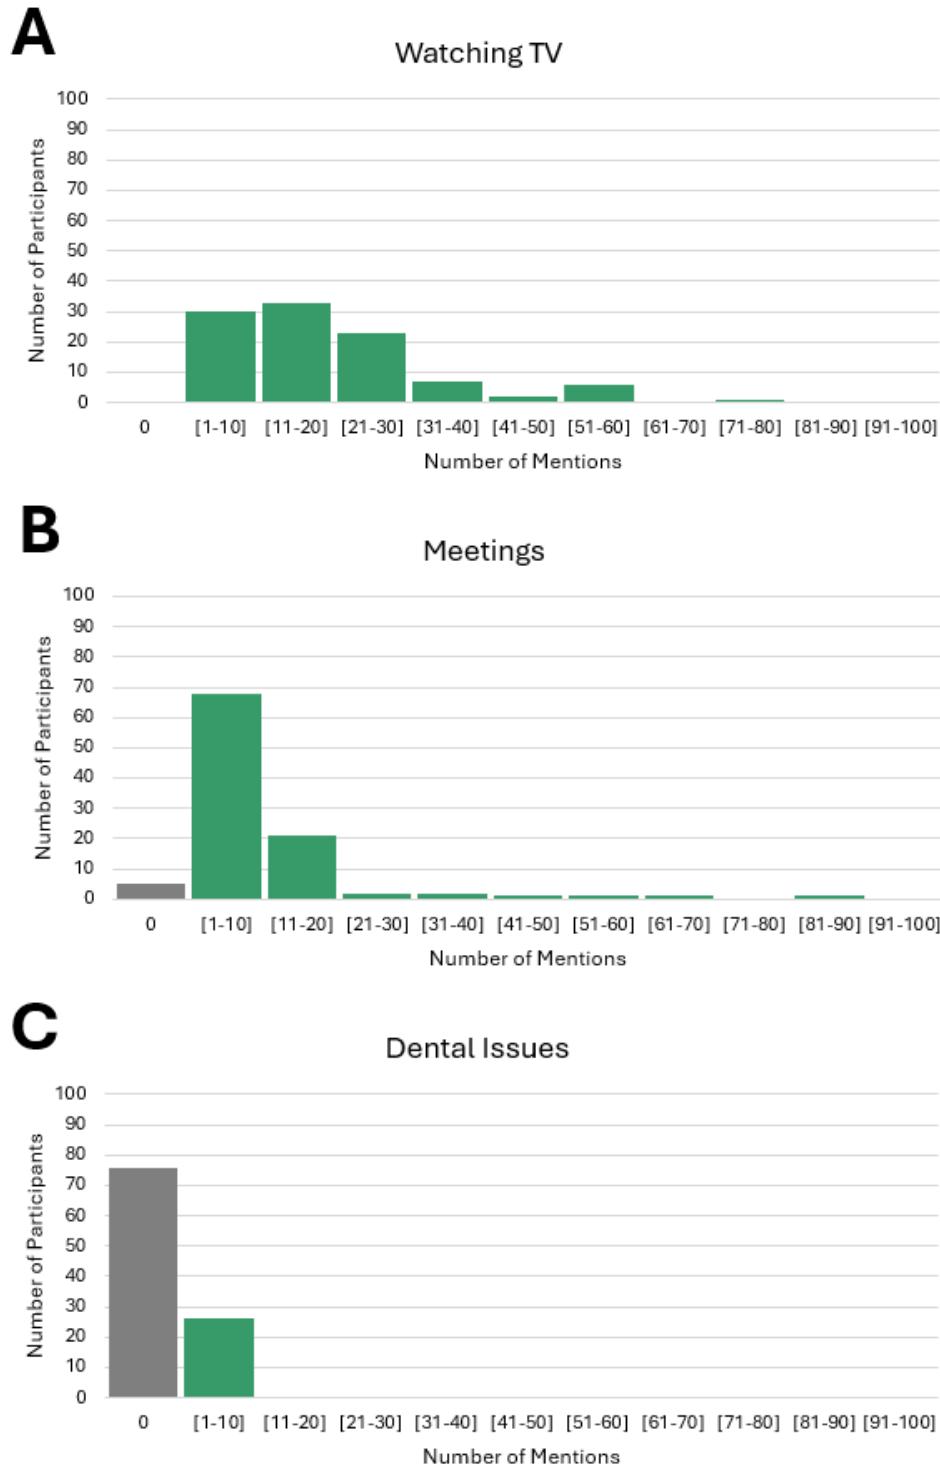 A
Watching TV
100
90
80
70
60
50
40
30
20
10
0
Number of Participants
0 [1-10] [11-20] [21-30] [31-40] [41-50] [51-60] [61-70] [71-80] [81-90] [91-100]
Number of Mentions
B
Meetings
100
90
80
70
60
50
40
30
20
10
0
Number of Participants
0 [1-10] [11-20] [21-30] [31-40] [41-50] [51-60] [61-70] [71-80] [81-90] [91-100]
Number of Mentions
C
Dental Issues
100
90
80
70
60
50
40
30
20
10
0
Number of Participants
0 [1-10] [11-20] [21-30] [31-40] [41-50] [51-60] [61-70] [71-80] [81-90] [91-100]
Number of Mentions